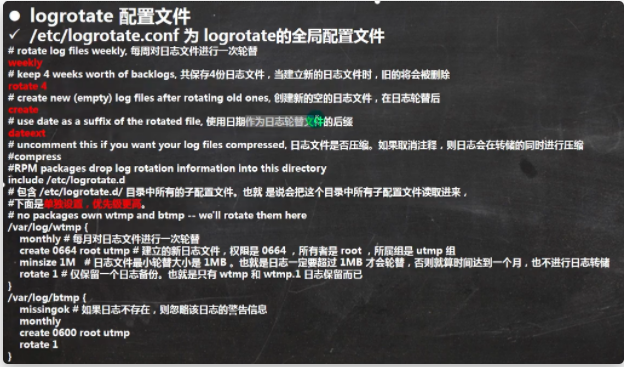 logrotate 配置文件
/etc/logrotate.conf 为 logrotate的全局配置文件
# rotate log files weekly, 每周对日志文件进行一次轮替
weekly
# keep 4 weeks worth of backlogs, 共保存4份日志文件，当建立新的日志文件时，旧的将会被删除
rotate 4
# create new (empty) log files after rotating old ones, 创建新的空的日志文件，在日志轮替后
create
# use date as a suffix of the rotated file, 使用日期作为日志轮替文件的后缀
dateext
# uncomment this if you want your log files compressed, 日志文件是否压缩。如果取消注释，则日志会在转储的同时进行压缩
#compress
#RPM packages drop log rotation information into this directory
include /etc/logrotate.d
# 包含 /etc/logrotate.d/ 目录中所有的子配置文件。也就 是说会把这个目录中所有子配置文件读取进来，
#下面是单独设置，优先级更高。
# no packages own wtmp and btmp -- we'll rotate them here
/var/log/wtmp {
monthly # 每月对日志文件进行一次轮替
create 0664 root utmp # 建立的新日志文件，权限是 0664 ，所有者是 root ，所属组是 utmp 组
minsize 1M # 日志文件最小轮替大小是 1MB 。也就是日志一定要超过 1MB 才会轮替，否则就算时间达到一个月，也不进行日志转储
rotate 1 # 仅保留一个日志备份。也就是只有 wtmp 和 wtmp.1 日志保留而已
}
/var/log/btmp {
missingok # 如果日志不存在，则忽略该日志的警告信息
monthly
create 0600 root utmp
rotate 1
}